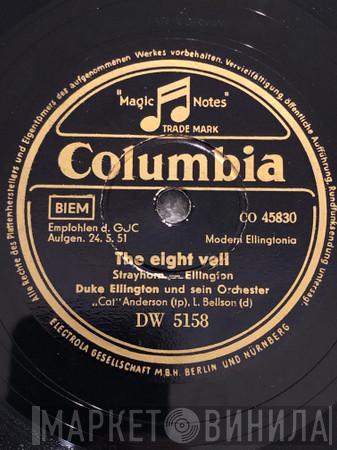 Alle Rechte des Plattenherstellers und Eigentümers des aufgenommenen Werkes vorbehalten. Vervielfältigung, öffentliche Aufführung, Rundfunksendung untersagt.
"Magic Notes"
TRADE MARK
Columbia
BIEM
CO 45830
Empfohlen d. GJC
Aufgen. 24. 5. 51
Modern Ellingtonia
The eight veil
Strayhorn - Ellington
Duke Ellington und sein Orchester
„Cat" Anderson (tp), L. Bellson (d)
DW 5158
ELECTROLA GESELLSCHAFT M.B.H. BERLIN UND NÜRNBERG
МАРКЕТ ВИНИЛА